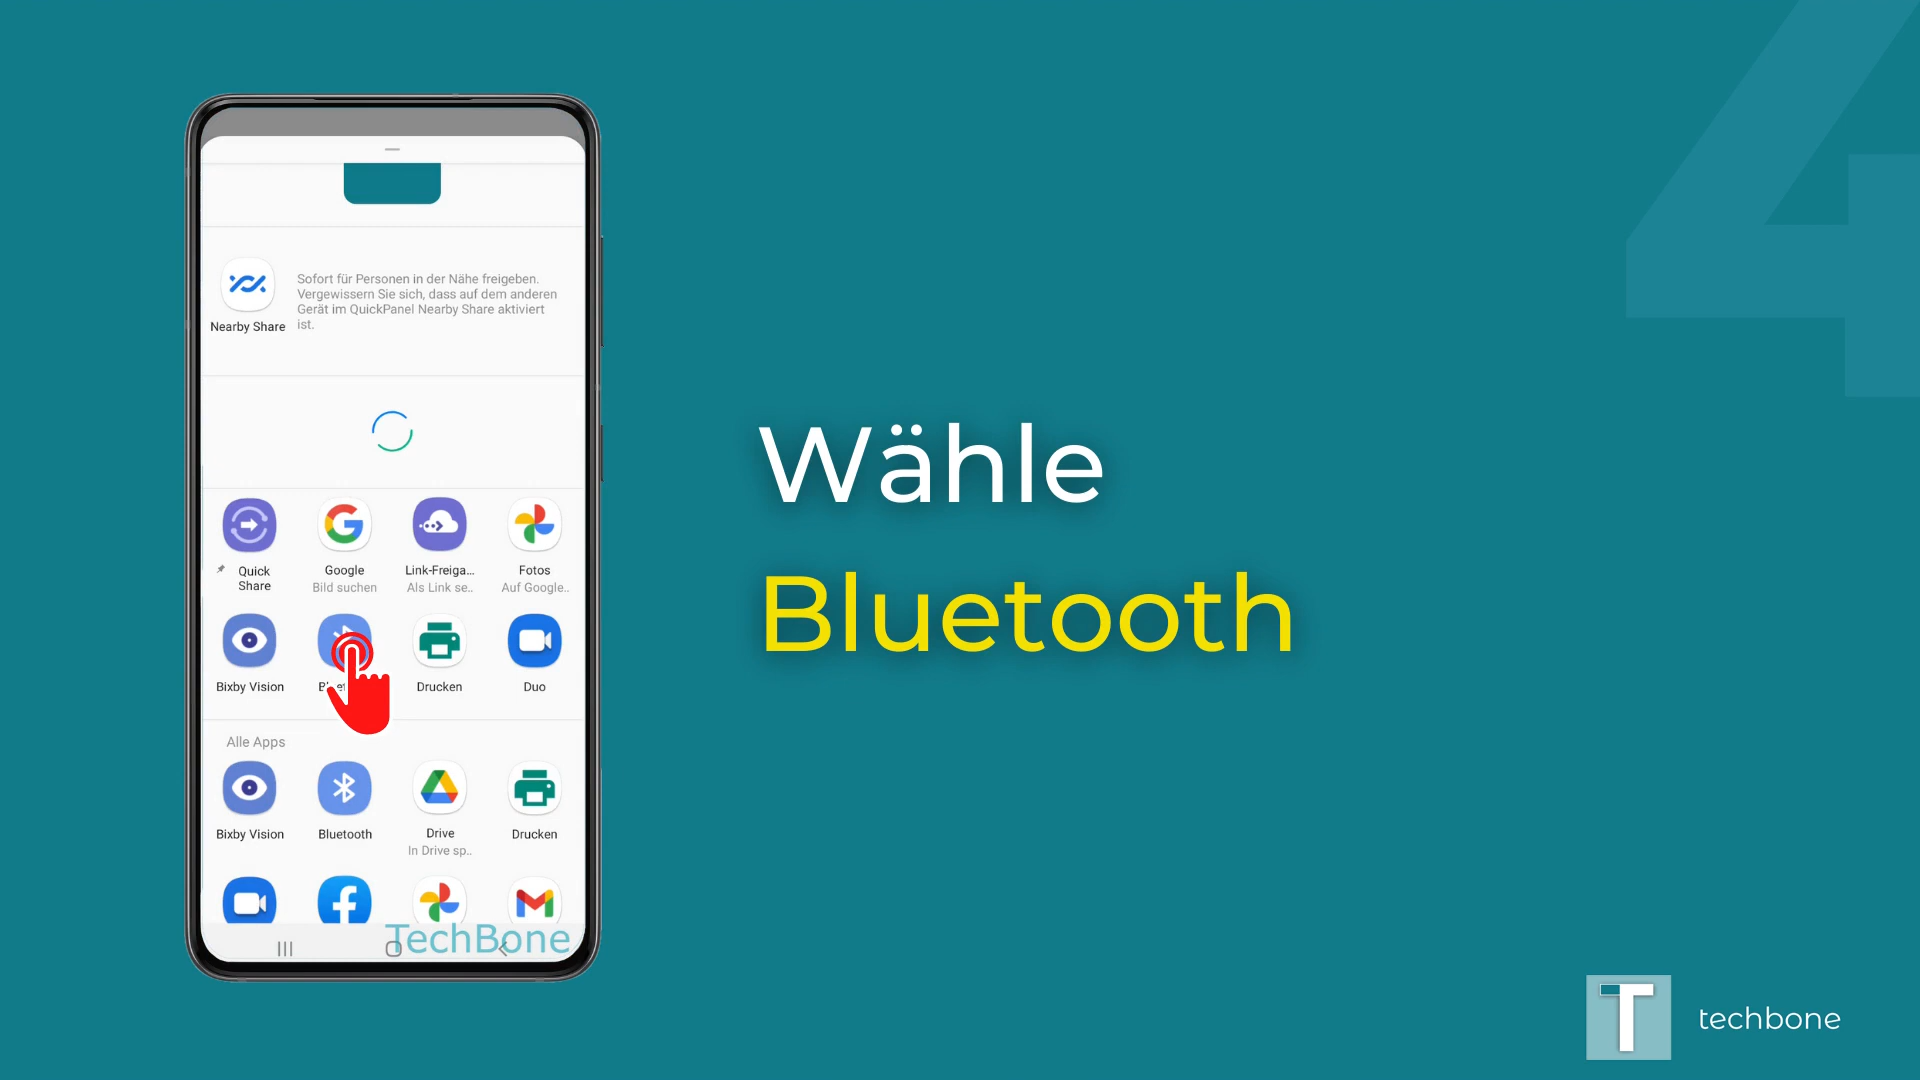 4
Sofort für Personen in der Nähe freigeben.
Vergewissern Sie sich, dass auf dem anderen
Gerät im QuickPanel Nearby Share aktiviert
ist.
Nearby Share
Quick
Share
Google
Bild suchen
Link-Freiga...
Als Link se..
Fotos
Auf Google..
Bixby Vision
Drucken
Duo
Alle Apps
Bixby Vision
Bluetooth
Drive
In Drive sp..
Drucken
TechBone
Wähle
Bluetooth
T
techbone